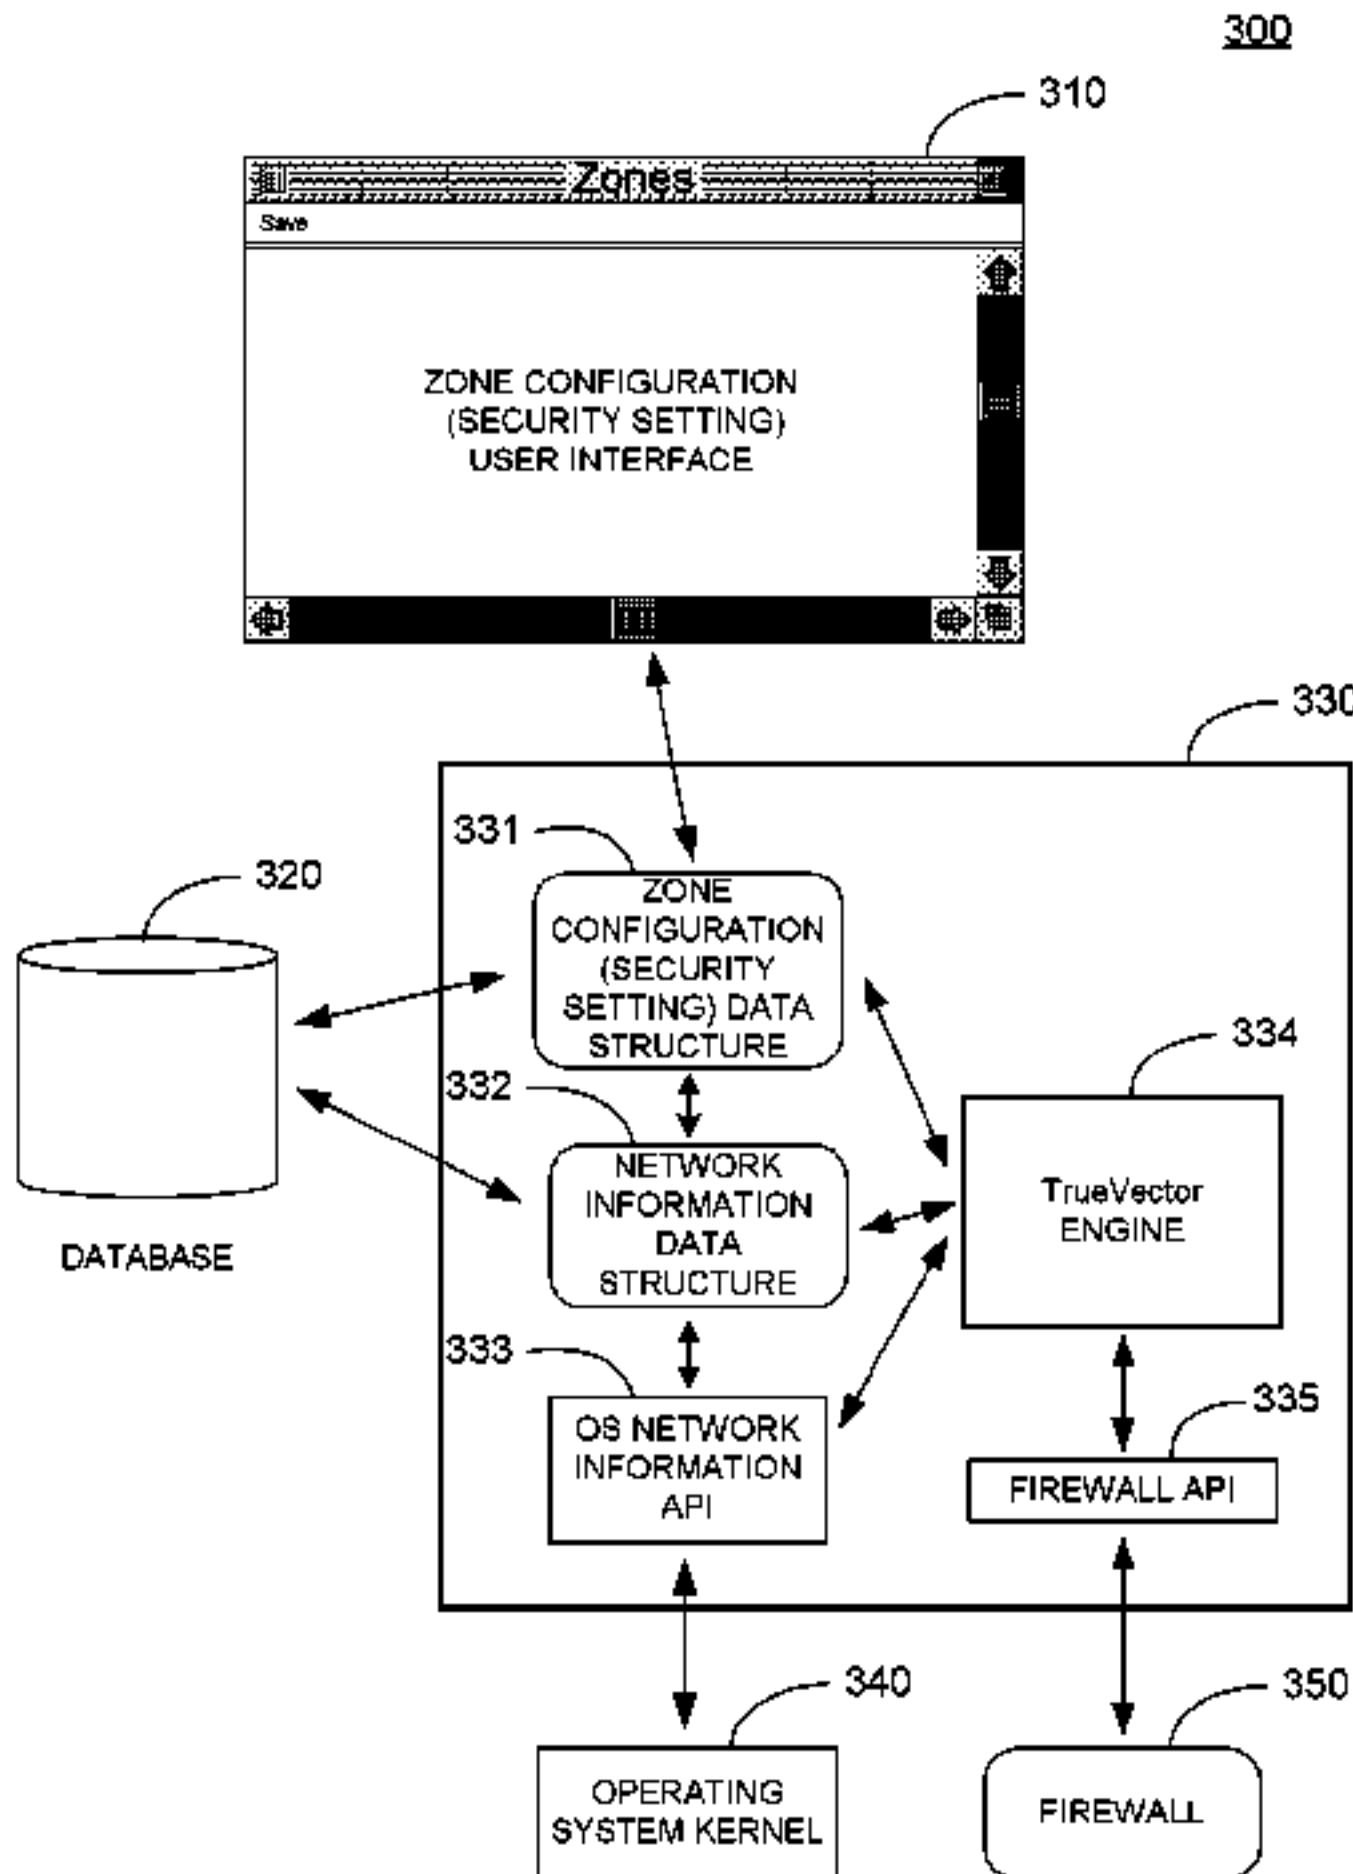 300
310
Zones
Save
ZONE CONFIGURATION
(SECURITY SETTING)
USER INTERFACE
330
331
ZONE
CONFIGURATION
(SECURITY
SETTING) DATA
STRUCTURE
320
DATABASE
332
NETWORK
INFORMATION
DATA
STRUCTURE
334
TrueVector
ENGINE
333
OS NETWORK
INFORMATION
API
335
FIREWALL API
340
OPERATING
SYSTEM KERNEL
350
FIREWALL